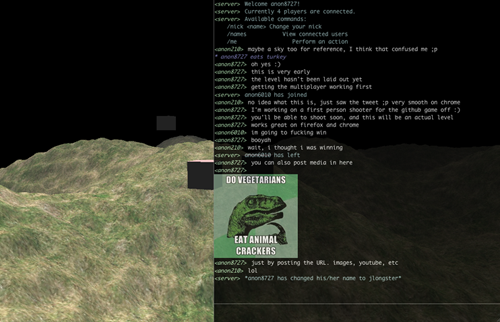 <server> Welcome anon8727!
<server> Currently 4 players are connected.
<server> Available commands:
/nick <name> Change your nick
/names View connected users
/me Perform an action
<anon210> maybe a sky too for reference, I think that confused me ;p
* anon8727 eats turkey
<anon8727> oh yes :)
<anon8727> this is very early
<anon8727> the level hasn't been laid out yet
<anon8727> getting the multiplayer working first
<server> anon6010 has joined
<anon210> no idea what this is, just saw the tweet ;p very smooth on chrome
<anon8727> I'm working on a first person shooter for the github game off :)
<anon8727> you'll be able to shoot soon, and this will be an actual level
<anon8727> works great on firefox and chrome
<anon6010> im going to fucking win
<anon8727> booyah
<anon210> wait, i thought i was winning
<server> anon6010 has left
<anon8727> you can also post media in here
<anon8727>
DO VEGETARIANS
EAT ANIMAL
CRACKERS
<anon8727> just by posting the URL. images, youtube, etc
<anon210> lol
<server> *anon8727 has changed his/her name to jlongster*